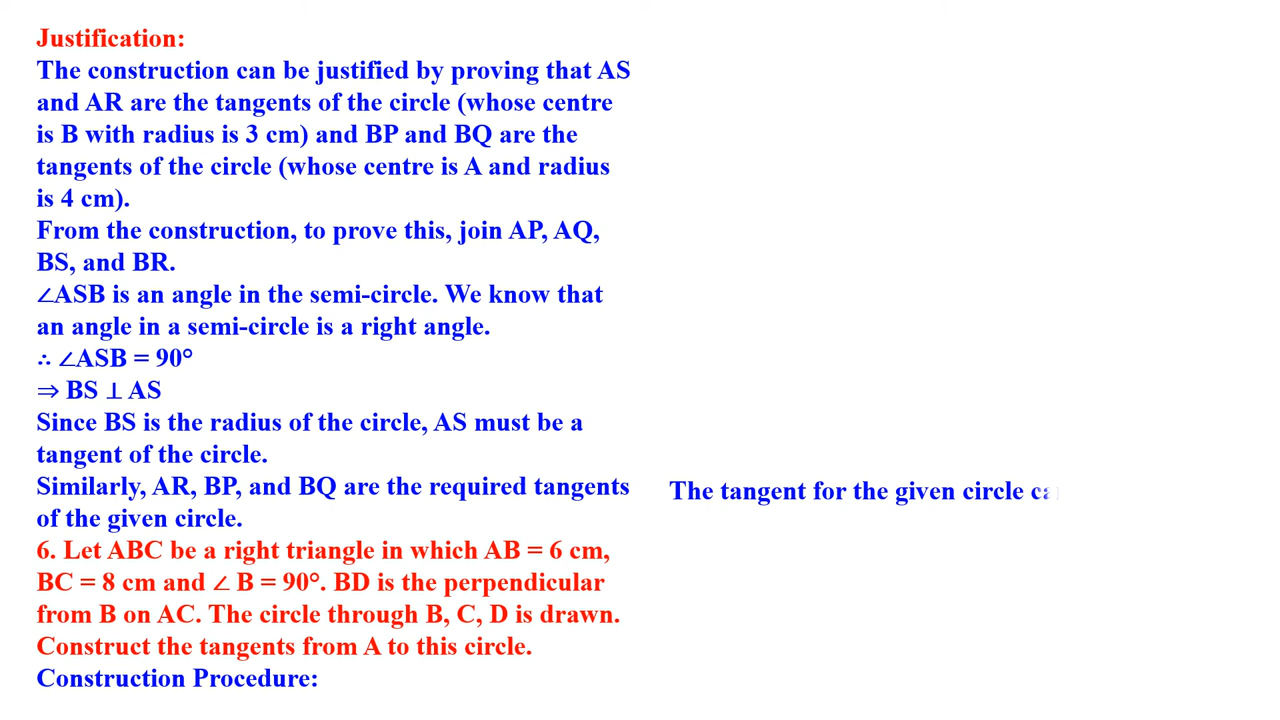 Justification:
The construction can be justified by proving that AS
and AR are the tangents of the circle (whose centre
is B with radius is 3 cm) and BP and BQ are the
tangents of the circle (whose centre is A and radius
is 4 cm).
From the construction, to prove this, join AP, AQ,
BS, and BR.
∠ASB is an angle in the semi-circle. We know that
an angle in a semi-circle is a right angle.
∴ ∠ASB = 90°
⇒ BS ⊥ AS
Since BS is the radius of the circle, AS must be a
tangent of the circle.
Similarly, AR, BP, and BQ are the required tangents
of the given circle.
6. Let ABC be a right triangle in which AB = 6 cm,
BC = 8 cm and ∠ B = 90°. BD is the perpendicular
from B on AC. The circle through B, C, D is drawn.
Construct the tangents from A to this circle.
Construction Procedure:
The tangent for the given circle